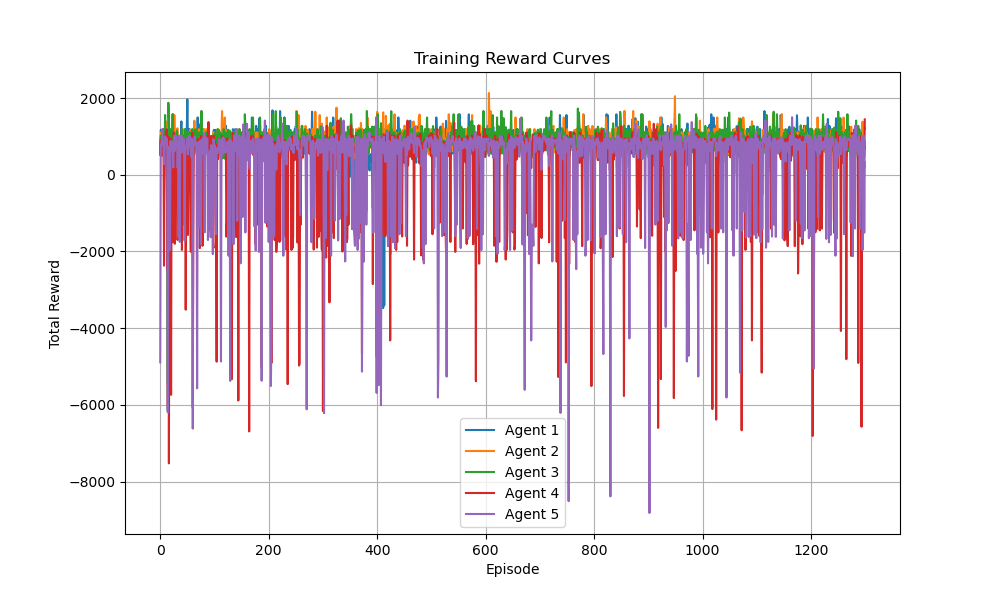 Training Reward Curves
Total Reward
2000
0
−2000
−4000
−6000
−8000
Agent 1
Agent 2
Agent 3
Agent 4
Agent 5
0 200 400 600 800 1000 1200
Episode